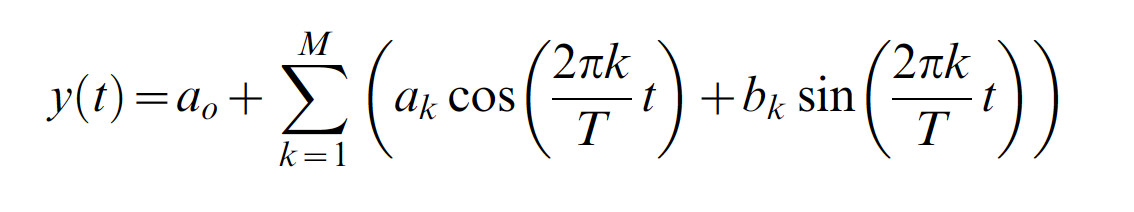 y(t) = a_o + \sum_{k=1}^{M} \left( a_k \cos\left( \frac{2\pi k}{T} t \right) + b_k \sin\left( \frac{2\pi k}{T} t \right) \right)